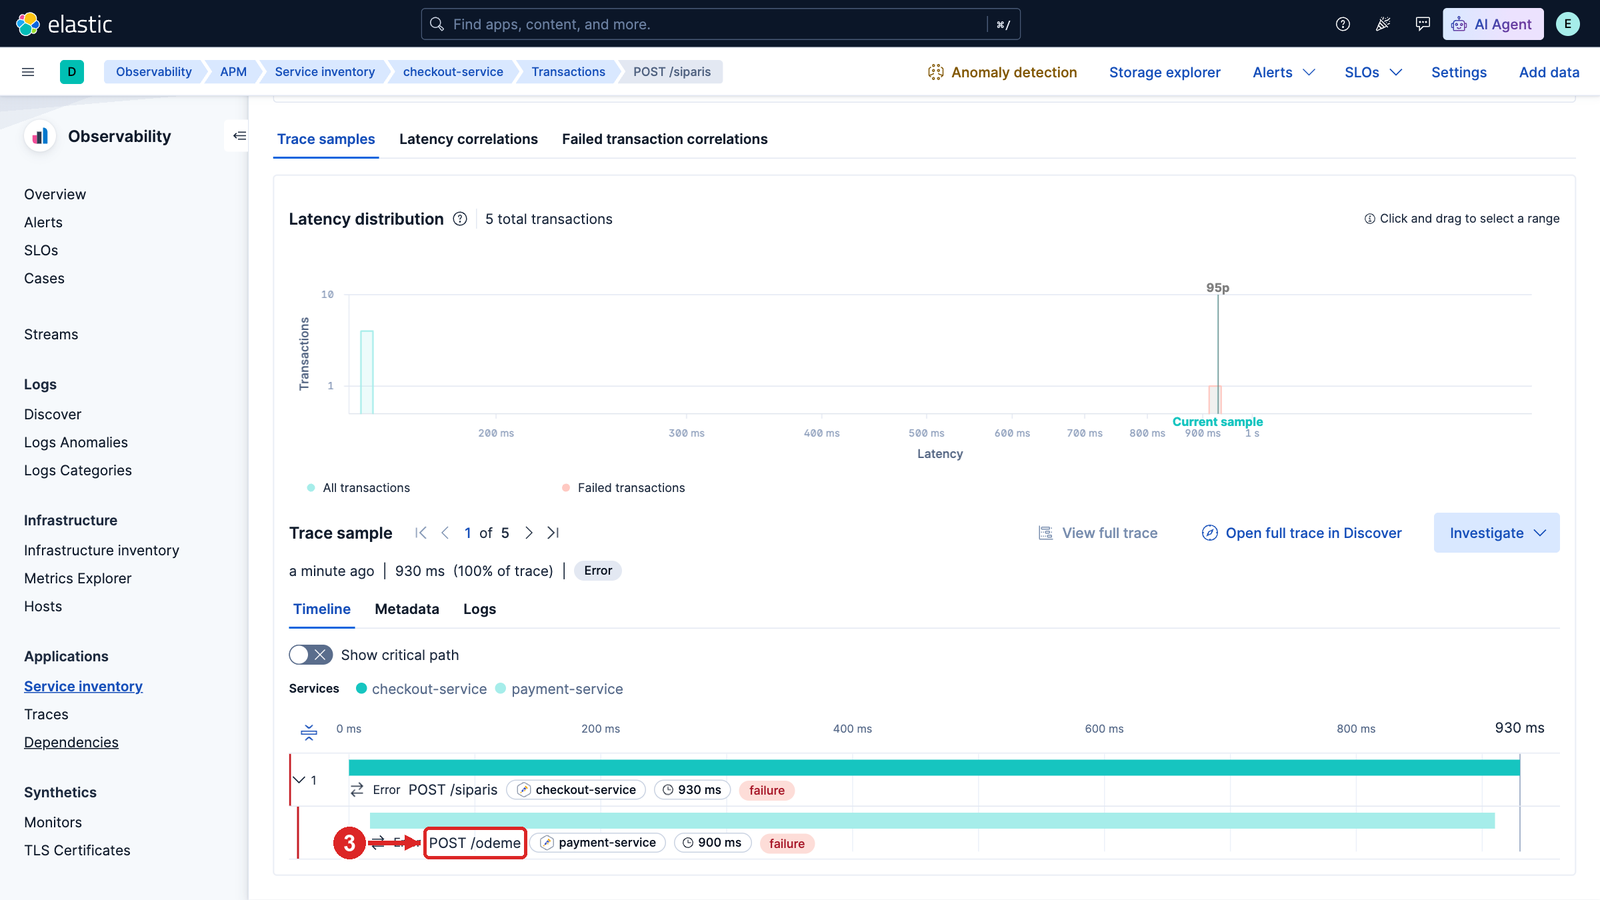 elastic
Find apps, content, and more.
⌘/
AI Agent
E
D
Observability
APM
Service inventory
checkout-service
Transactions
POST /siparis
Anomaly detection
Storage explorer
Alerts
SLOs
Settings
Add data
Observability
Overview
Alerts
SLOs
Cases
Streams
Logs
Discover
Logs Anomalies
Logs Categories
Infrastructure
Infrastructure inventory
Metrics Explorer
Hosts
Applications
Service inventory
Traces
Dependencies
Synthetics
Monitors
TLS Certificates
Trace samples
Latency correlations
Failed transaction correlations
Latency distribution
5 total transactions
Click and drag to select a range
95p
10
Transactions
1
Current sample
200 ms
300 ms
400 ms
500 ms
600 ms
700 ms
800 ms
900 ms
1 s
Latency
All transactions
Failed transactions
Trace sample
1 of 5
View full trace
Open full trace in Discover
Investigate
a minute ago | 930 ms (100% of trace) | Error
Timeline
Metadata
Logs
Show critical path
Services
checkout-service
payment-service
0 ms
200 ms
400 ms
600 ms
800 ms
930 ms
1
Error POST /siparis checkout-service 930 ms failure
3
POST /odeme payment-service 900 ms failure